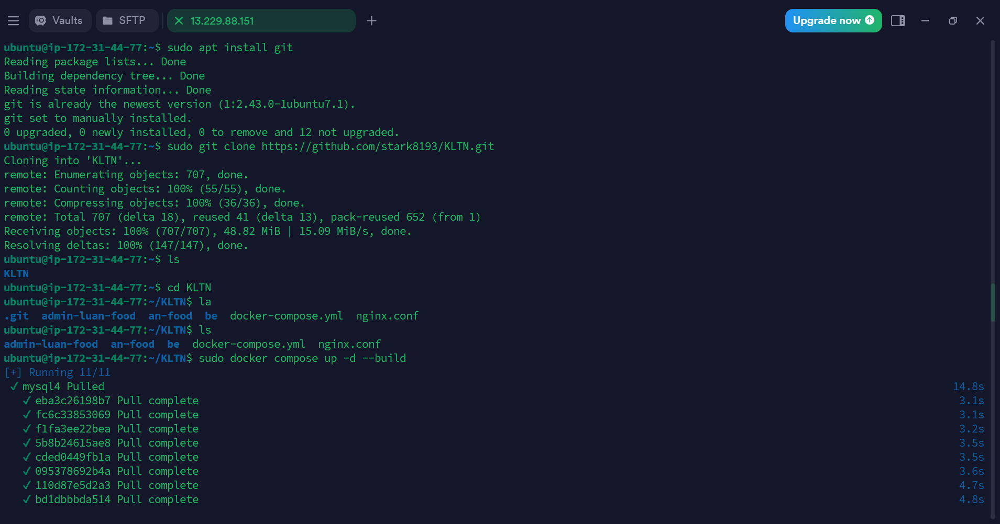 Vaults
SFTP
13.229.88.151
Upgrade now
ubuntu@ip-172-31-44-77:~$ sudo apt install git
Reading package lists... Done
Building dependency tree... Done
Reading state information... Done
git is already the newest version (1:2.43.0-1ubuntu7.1).
git set to manually installed.
0 upgraded, 0 newly installed, 0 to remove and 12 not upgraded.
ubuntu@ip-172-31-44-77:~$ sudo git clone https://github.com/stark8193/KLTN.git
Cloning into 'KLTN'...
remote: Enumerating objects: 707, done.
remote: Counting objects: 100% (55/55), done.
remote: Compressing objects: 100% (36/36), done.
remote: Total 707 (delta 18), reused 41 (delta 13), pack-reused 652 (from 1)
Receiving objects: 100% (707/707), 48.82 MiB | 15.09 MiB/s, done.
Resolving deltas: 100% (147/147), done.
ubuntu@ip-172-31-44-77:~$ ls
KLTN
ubuntu@ip-172-31-44-77:~$ cd KLTN
ubuntu@ip-172-31-44-77:~/KLTN$ la
.git  admin-luan-food  an-food  be  docker-compose.yml  nginx.conf
ubuntu@ip-172-31-44-77:~/KLTN$ ls
admin-luan-food  an-food  be  docker-compose.yml  nginx.conf
ubuntu@ip-172-31-44-77:~/KLTN$ sudo docker compose up -d --build
[+] Running 11/11
✓ mysql4 Pulled 14.8s
✓ eba3c26198b7 Pull complete 3.1s
✓ fc6c33853069 Pull complete 3.1s
✓ f1fa3ee22bea Pull complete 3.2s
✓ 5b8b24615ae8 Pull complete 3.5s
✓ cded0449fb1a Pull complete 3.5s
✓ 095378692b4a Pull complete 3.6s
✓ 110d87e5d2a3 Pull complete 4.7s
✓ bd1dbbbda514 Pull complete 4.8s